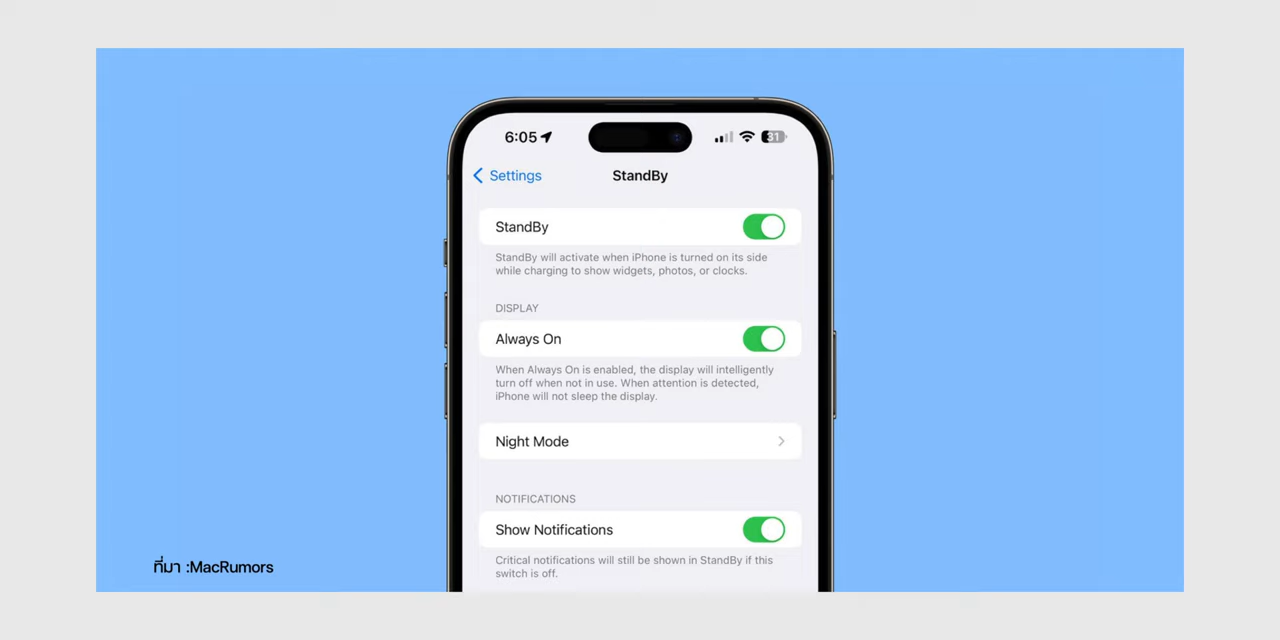 6:05
31
Settings
StandBy
StandBy
StandBy will activate when iPhone is turned on its side
while charging to show widgets, photos, or clocks.
DISPLAY
Always On
When Always On is enabled, the display will intelligently
turn off when not in use. When attention is detected,
iPhone will not sleep the display.
Night Mode
NOTIFICATIONS
Show Notifications
Critical notifications will still be shown in StandBy if this
switch is off.
ที่มา :MacRumors